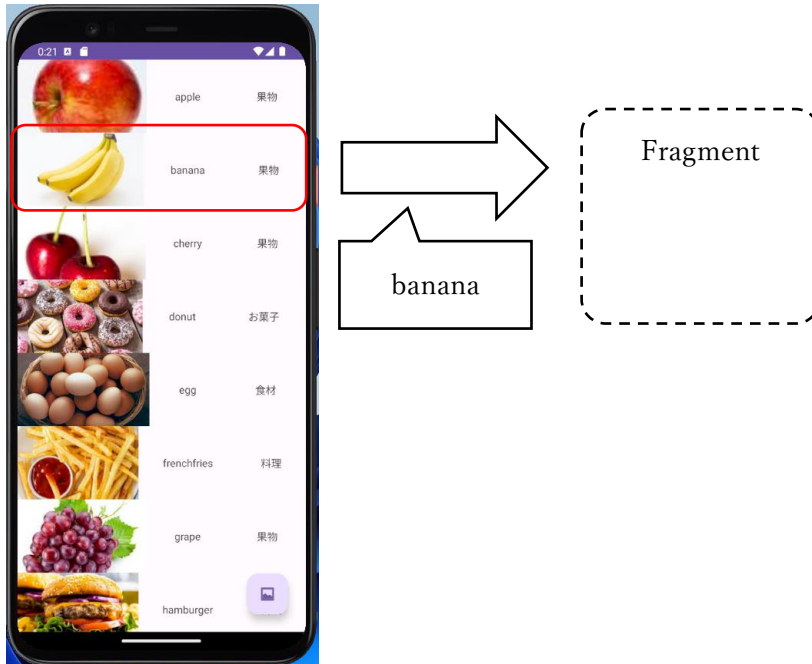 0:21
apple 果物
banana 果物
cherry 果物
donut お菓子
egg 食材
frenchfries 料理
grape 果物
hamburger
Fragment
banana